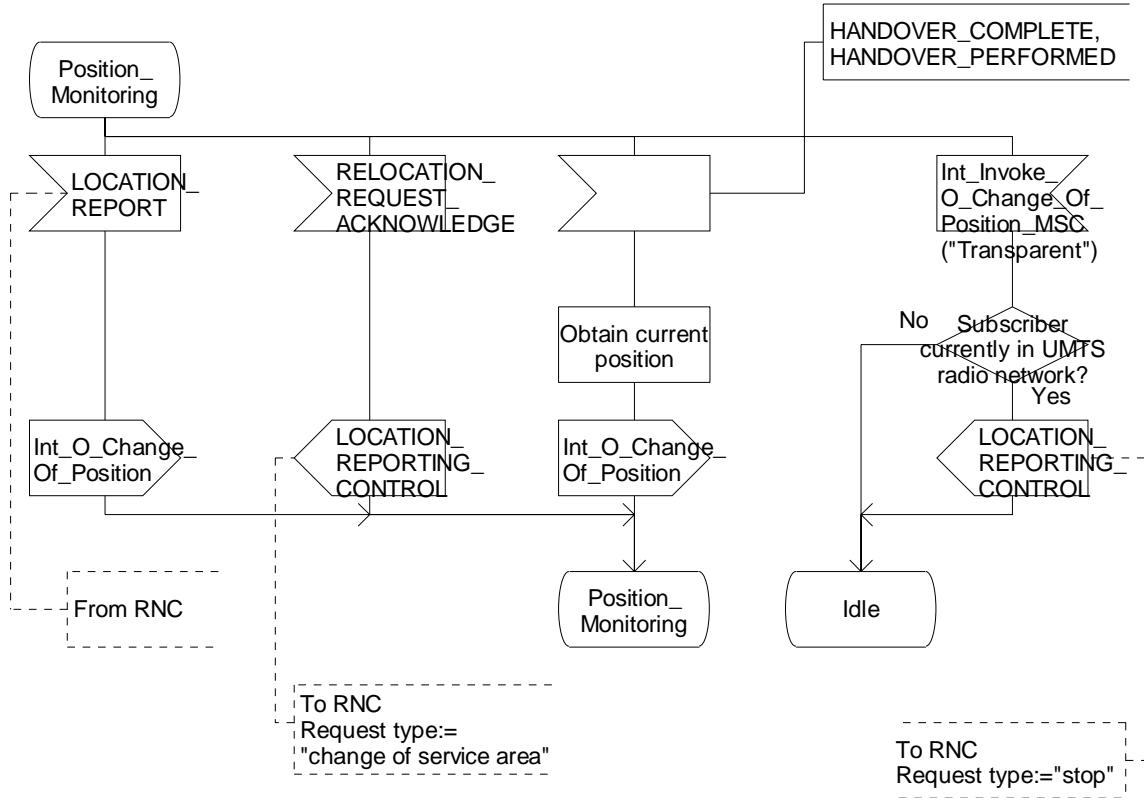 HANDOVER_COMPLETE,
HANDOVER_PERFORMED
Position_
Monitoring
LOCATION_
REPORT
RELOCATION_
REQUEST_
ACKNOWLEDGE
Int_Invoke_
O_Change_Of_
Position_MSC
("Transparent")
Obtain current
position
No
Subscriber
currently in UMTS
radio network?
Yes
Int_O_Change_
Of_Position
LOCATION_
REPORTING_
CONTROL
Int_O_Change_
Of_Position
LOCATION_
REPORTING_
CONTROL
From RNC
Position_
Monitoring
Idle
To RNC
Request type:=
"change of service area"
To RNC
Request type:="stop"